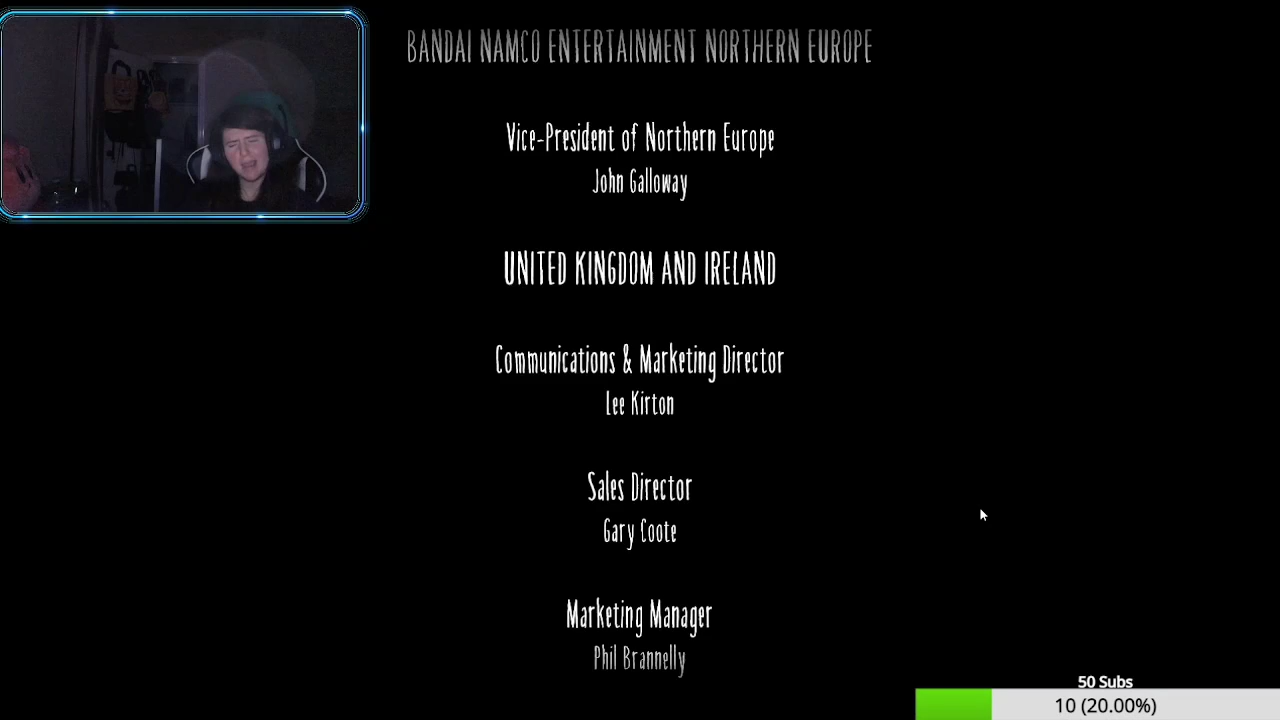 BANDAI NAMCO ENTERTAINMENT NORTHERN EUROPE
Vice-President of Northern Europe
John Galloway
UNITED KINGDOM AND IRELAND
Communications & Marketing Director
Lee Kirton
Sales Director
Gary Coote
Marketing Manager
Phil Brannelly
50 Subs
10 (20.00%)